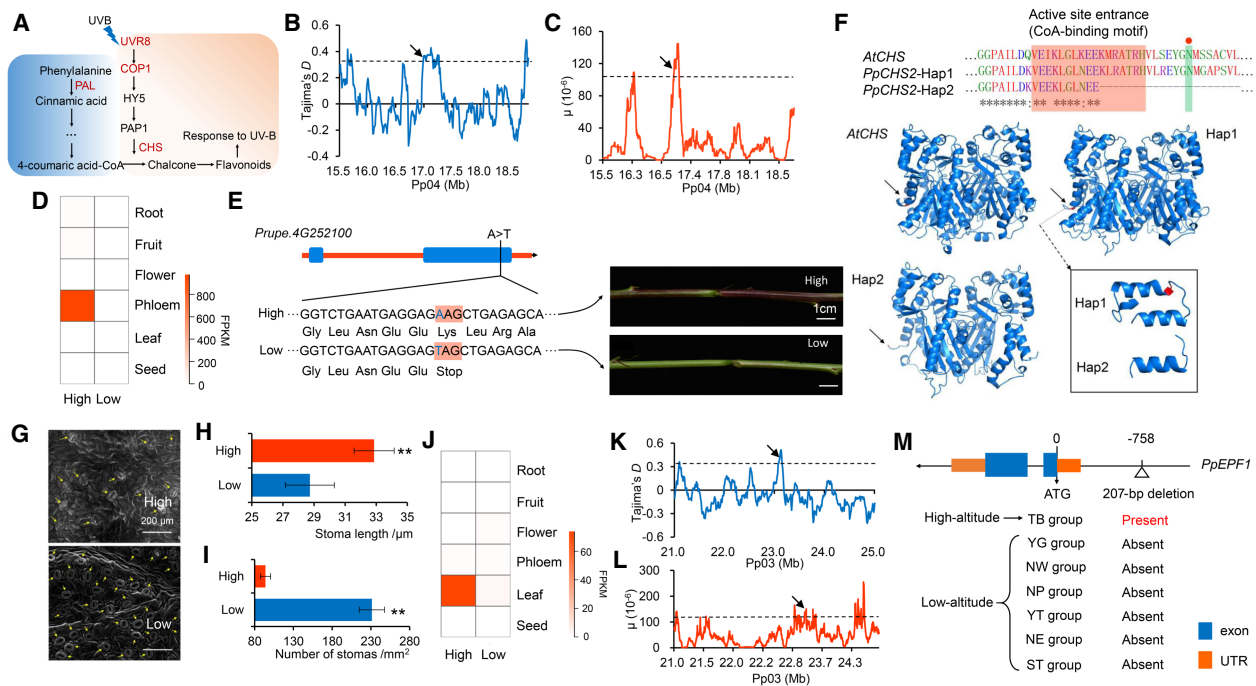 A
UVB
UVR8
COP1
HY5
PAP1
CHS
Phenylalanine
PAL
Cinnamic acid
...
4-coumaric acid-CoA
Chalcone
Flavonoids
Response to UV-B
B
Tajima's D
0.6
0.4
0.2
0
-0.2
-0.4
15.5 16.0 16.5 17.0 17.5 18.0 18.5
Pp04 (Mb)
C
μ (10-6)
160
120
80
40
0
15.5 16.3 16.5 17.4 17.8 18.1 18.5
Pp04 (Mb)
D
Root
Fruit
Flower
Phloem
Leaf
Seed
High Low
800
600
400
200
0
FPKM
E
Prupe.4G252100
A>T
High ···GGTCTGAATGAGGAGAAGCTGAGAGCA···
Gly Leu Asn Glu Glu Lys Leu Arg Ala
Low ···GGTCTGAATGAGGAGTAGCTGAGAGCA···
Gly Leu Asn Glu Glu Stop
High
1cm
Low
F
Active site entrance
(CoA-binding motif)
AtCHS ...GGPAILDQVEIKLGLKEEKMRATRHVLSEYGNMSSACVL...
PpCHS2-Hap1 ...GGPAILDKVEEKLGLNEEKLRATRHVLREYGNMGAPSVL...
PpCHS2-Hap2 ...GGPAILDKVEEKLGLNEE
*******:** ****:**
AtCHS
Hap1
Hap2
Hap1
Hap2
G
High
200 μm
Low
H
High
Low
25 27 29 31 33 35
Stoma length /μm
**
I
High
Low
80 130 180 230 280
Number of stomas /mm2
**
J
Root
Fruit
Flower
Phloem
Leaf
Seed
High Low
60
40
20
0
FPKM
K
Tajima's D
0.6
0.3
0
-0.3
-0.6
21.0 22.0 23.0 24.0 25.0
Pp03 (Mb)
L
μ (10-6)
300
200
100
0
21.0 21.5 22.0 22.2 22.8 23.7 24.3
Pp03 (Mb)
M
0 -758
PpEPF1
ATG 207-bp deletion
High-altitude TB group Present
YG group Absent
NW group Absent
NP group Absent
Low-altitude YT group Absent
NE group Absent
ST group Absent
exon
UTR